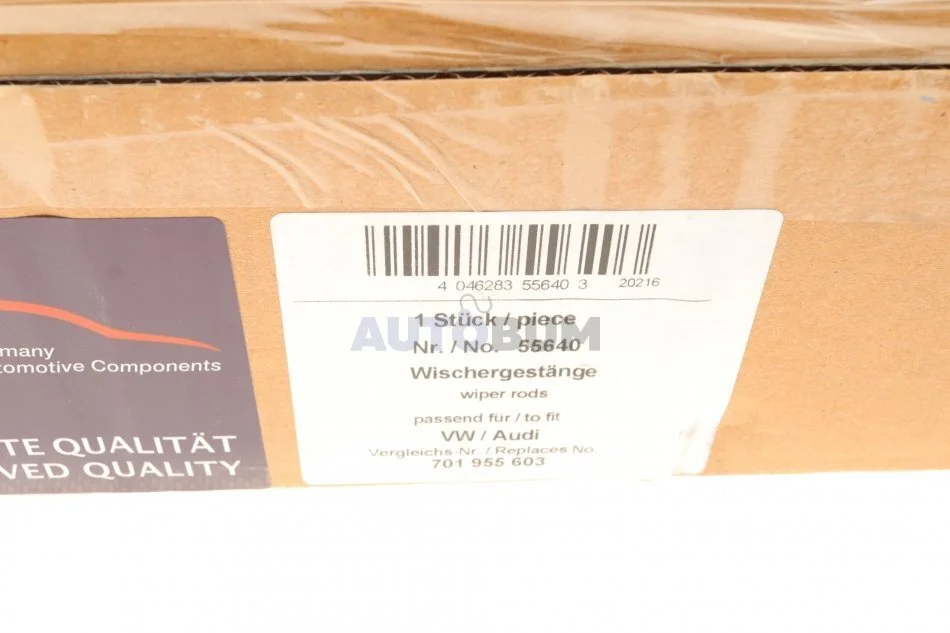 4 046283 55640 3 20216
1 Stück / piece
AUTOBUM
Nr. / No. 55640
Wischergestänge
wiper rods
passend für / to fit
VW / Audi
Vergleichs-Nr. / Replaces No.
701 955 603
many
tomotive Components
TE QUALITÄT
VED QUALITY